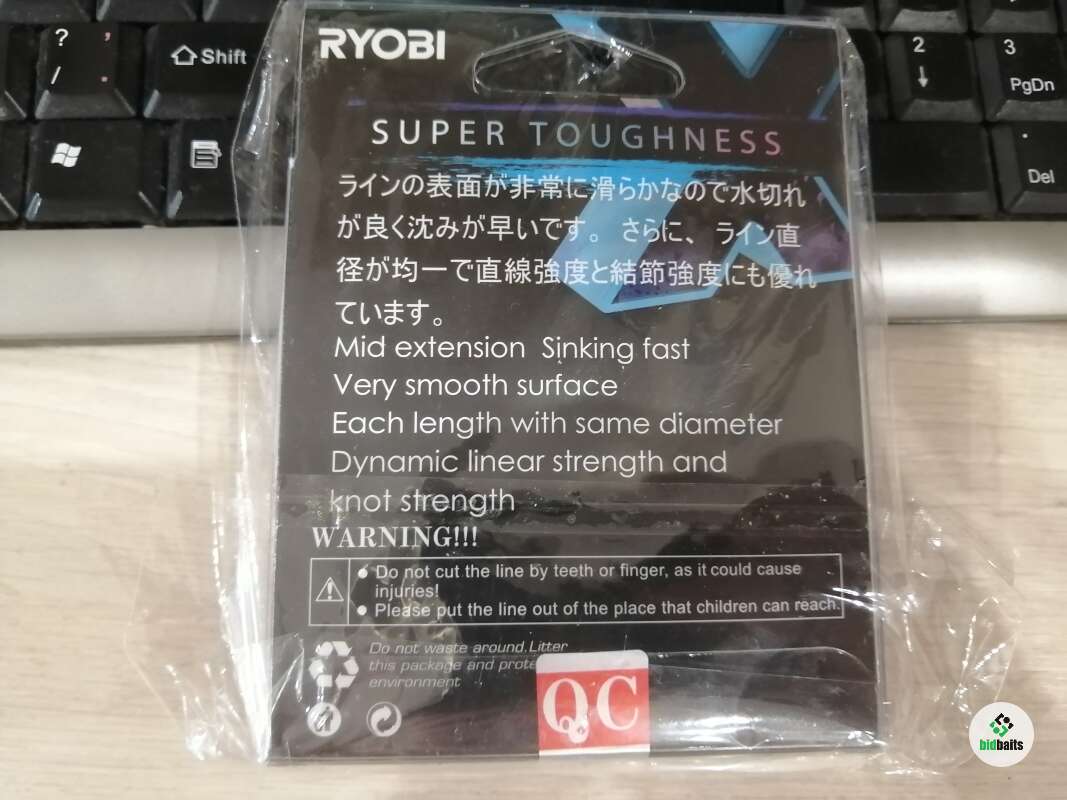 ? ,
/ .
Shift
2
3
PgDn
.
Del
RYOBI
SUPER TOUGHNESS
ラインの表面が非常に滑らかなので水切れ
が良く沈みが早いです。さらに、ライン直
径が均一で直線強度と結節強度にも優れ
ています。
Mid extension Sinking fast
Very smooth surface
Each length with same diameter
Dynamic linear strength and
knot strength
WARNING!!!
● Do not cut the line by teeth or finger, as it could cause
injuries!
● Please put the line out of the place that children can reach.
Do not waste around.Litter
this package and prote
environment
QC
bidbaits